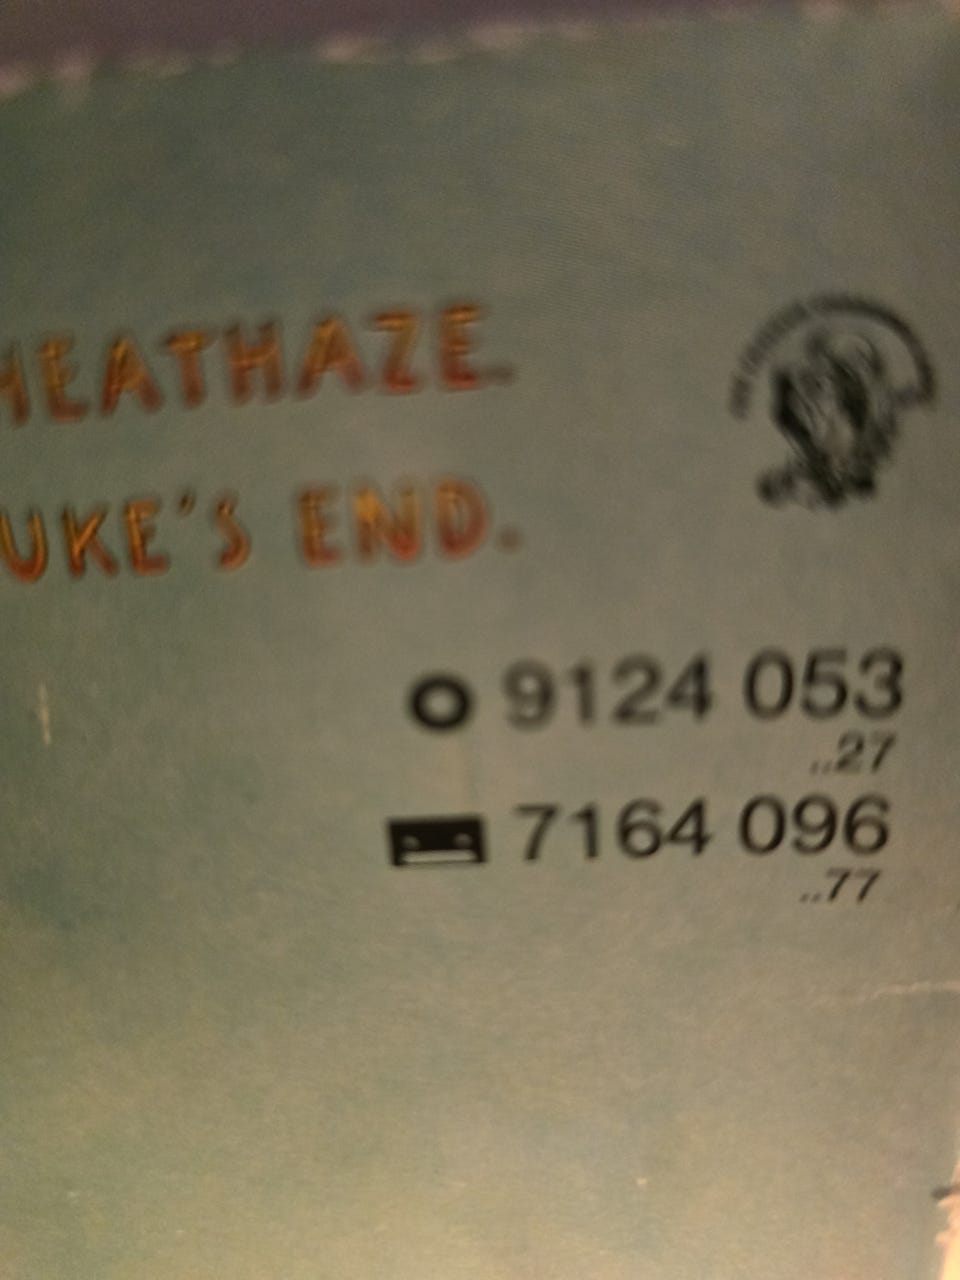 HEATHAZE.
UKE'S END.
9124 053
..27
7164 096
..77